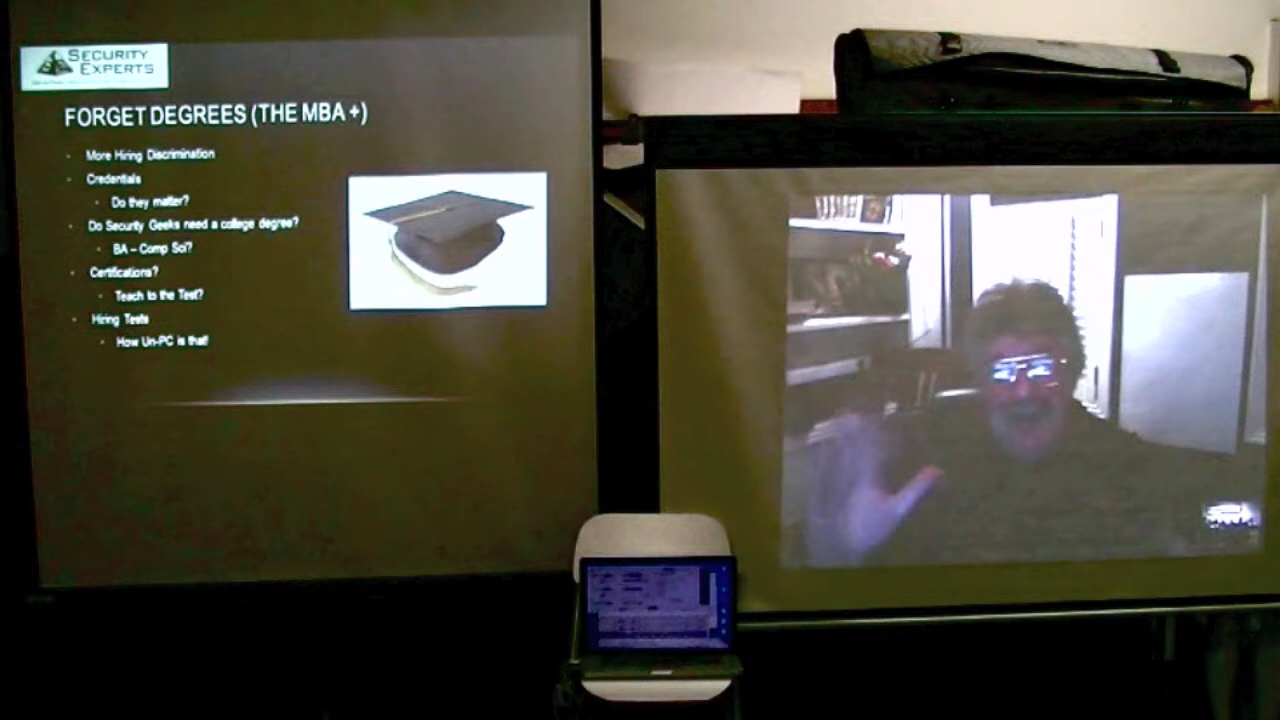 SECURITY
EXPERTS
FORGET DEGREES (THE MBA +)
More Hiring Discrimination
Credentials
Do they matter?
Do Security Geeks need a college degree?
BA – Comp Sci?
Certifications?
Teach to the Test?
Hiring Tests
How Un-PC is that!